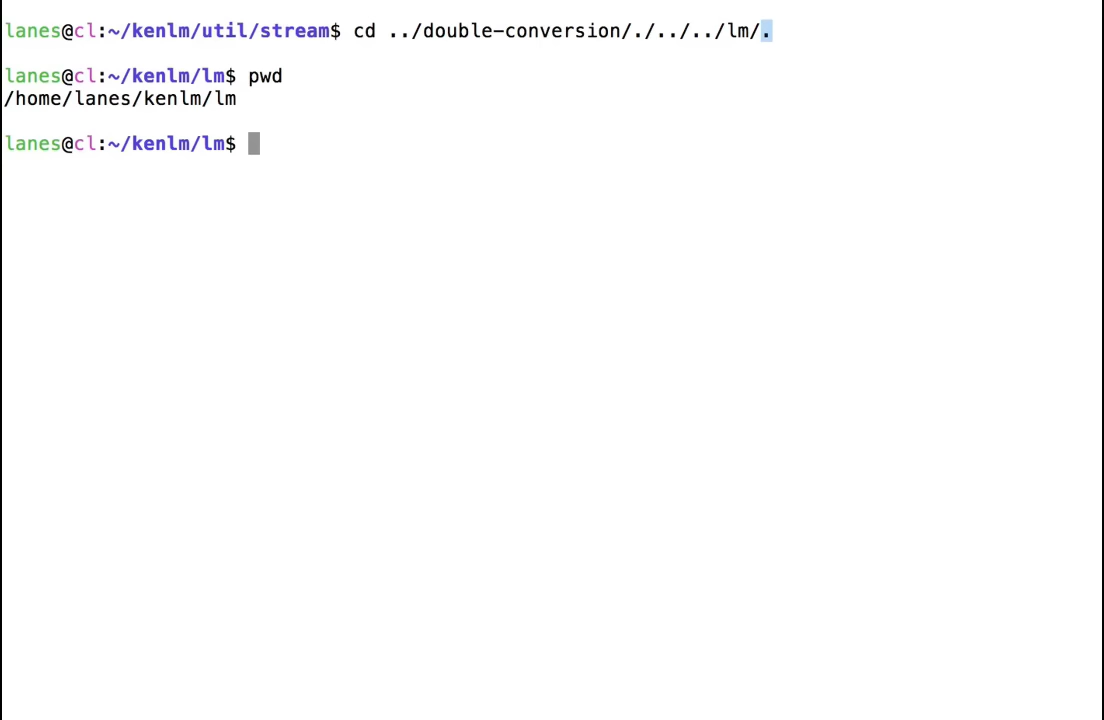 lanes@cl:~/kenlm/util/stream$ cd ../double-conversion/./../../lm/.
lanes@cl:~/kenlm/lm$ pwd
/home/lanes/kenlm/lm
lanes@cl:~/kenlm/lm$